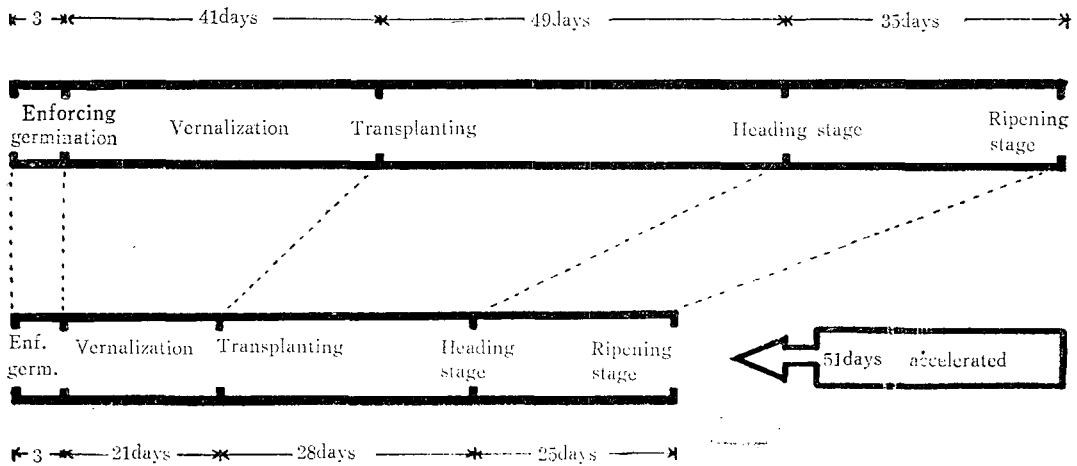 3 41days 49days 35days
Enforcing
germination
Vernalization
Transplanting
Heading stage
Ripening
stage
Enf.
germ.
Vernalization
Transplanting
Heading
stage
Ripening
stage
51days accelerated
3 21days 28days 25days